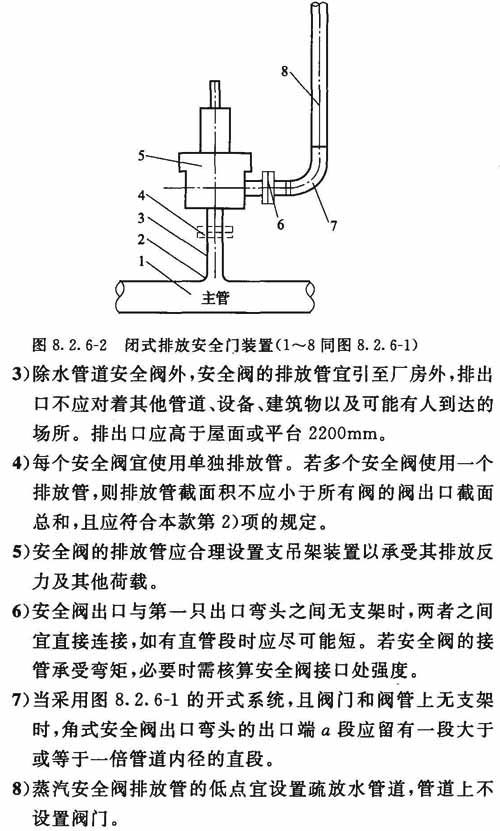 8
5
4
3
2
1
6
7
主管
图 8.2.6-2 闭式排放安全门装置(1～8 同图 8.2.6-1)
3)除水管道安全阀外,安全阀的排放管宜引至厂房外,排出
口不应对着其他管道、设备、建筑物以及可能有人到达的
场所。排出口应高于屋面或平台 2200mm。
4)每个安全阀宜使用单独排放管。若多个安全阀使用一个
排放管,则排放管截面积不应小于所有阀的阀出口截面
总和,且应符合本款第 2)项的规定。
5)安全阀的排放管应合理设置支吊架装置以承受其排放反
力及其他荷载。
6)安全阀出口与第一只出口弯头之间无支架时,两者之间
宜直接连接,如有直管段时应尽可能短。若安全阀的接
管承受弯矩,必要时需核算安全阀接口处强度。
7)当采用图 8.2.6-1 的开式系统,且阀门和阀管上无支架
时,角式安全阀出口弯头的出口端 a 段应留有一段大于
或等于一倍管道内径的直段。
8)蒸汽安全阀排放管的低点宜设置疏放水管道,管道上不
设置阀门。